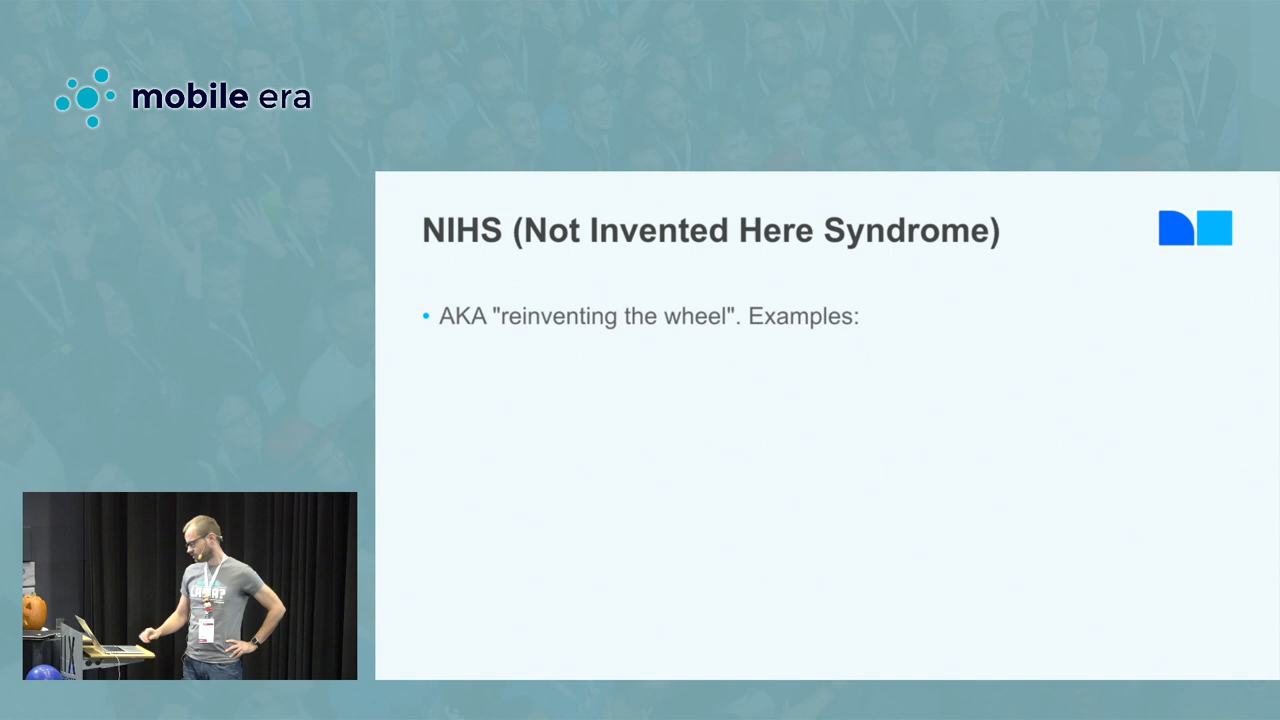 mobile era
NIHS (Not Invented Here Syndrome)
• AKA "reinventing the wheel". Examples: